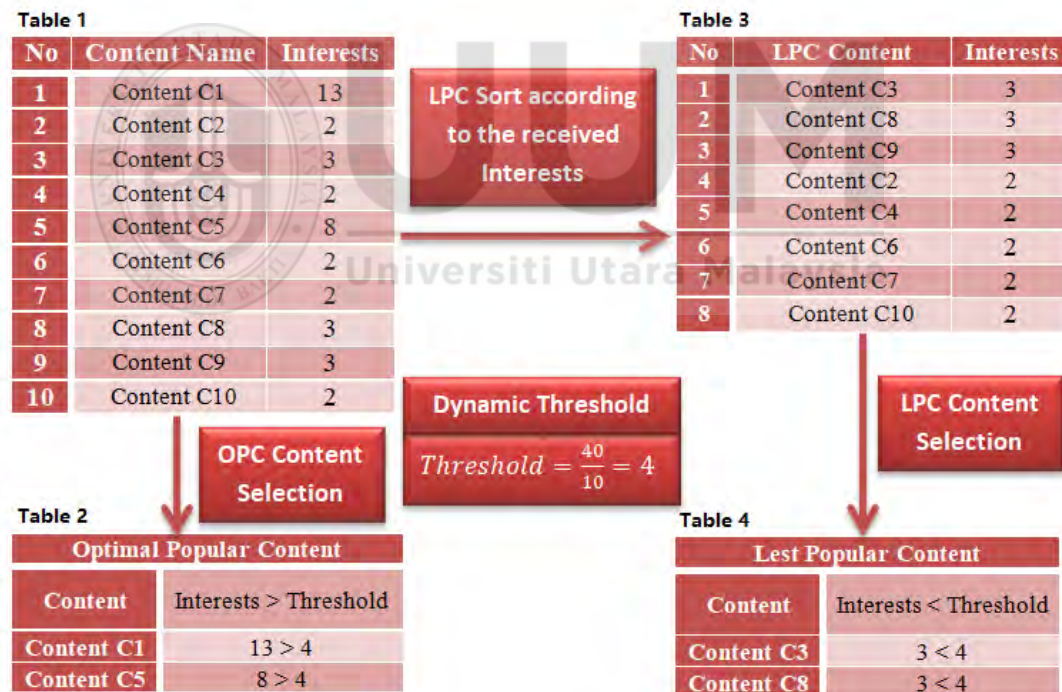 Table 1
No Content Name Interests
1 Content C1 13
2 Content C2 2
3 Content C3 3
4 Content C4 2
5 Content C5 8
6 Content C6 2
7 Content C7 2
8 Content C8 3
9 Content C9 3
10 Content C10 2
LPC Sort according
to the received
Interests
Table 3
No LPC Content Interests
1 Content C3 3
2 Content C8 3
3 Content C9 3
4 Content C2 2
5 Content C4 2
6 Content C6 2
7 Content C7 2
8 Content C10 2
UUM
Universiti Utara Malaysia
OPC Content
Selection
Dynamic Threshold
Threshold = 40/10 = 4
LPC Content
Selection
Table 2
Optimal Popular Content
Content Interests > Threshold
Content C1 13 > 4
Content C5 8 > 4
Table 4
Lest Popular Content
Content Interests < Threshold
Content C3 3 < 4
Content C8 3 < 4